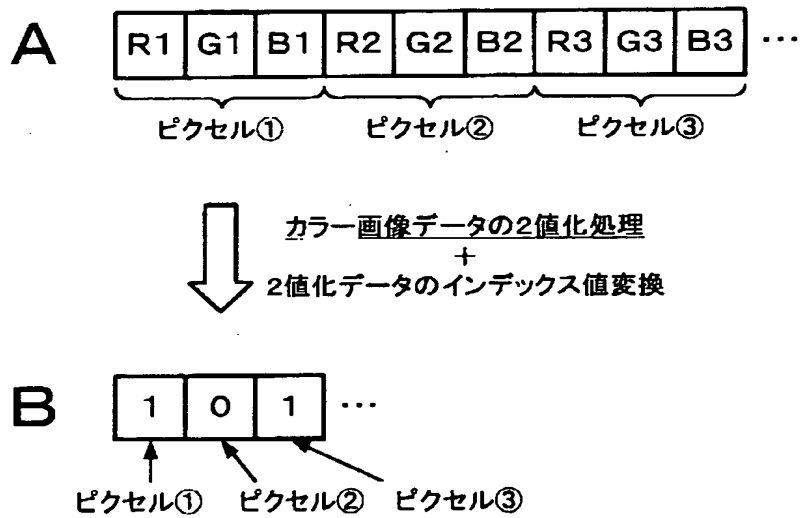 A R1 G1 B1 R2 G2 B2 R3 G3 B3 …
ピクセル① ピクセル② ピクセル③
カラー画像データの2値化処理
+
2値化データのインデックス値変換
B 1 0 1 …
ピクセル① ピクセル② ピクセル③